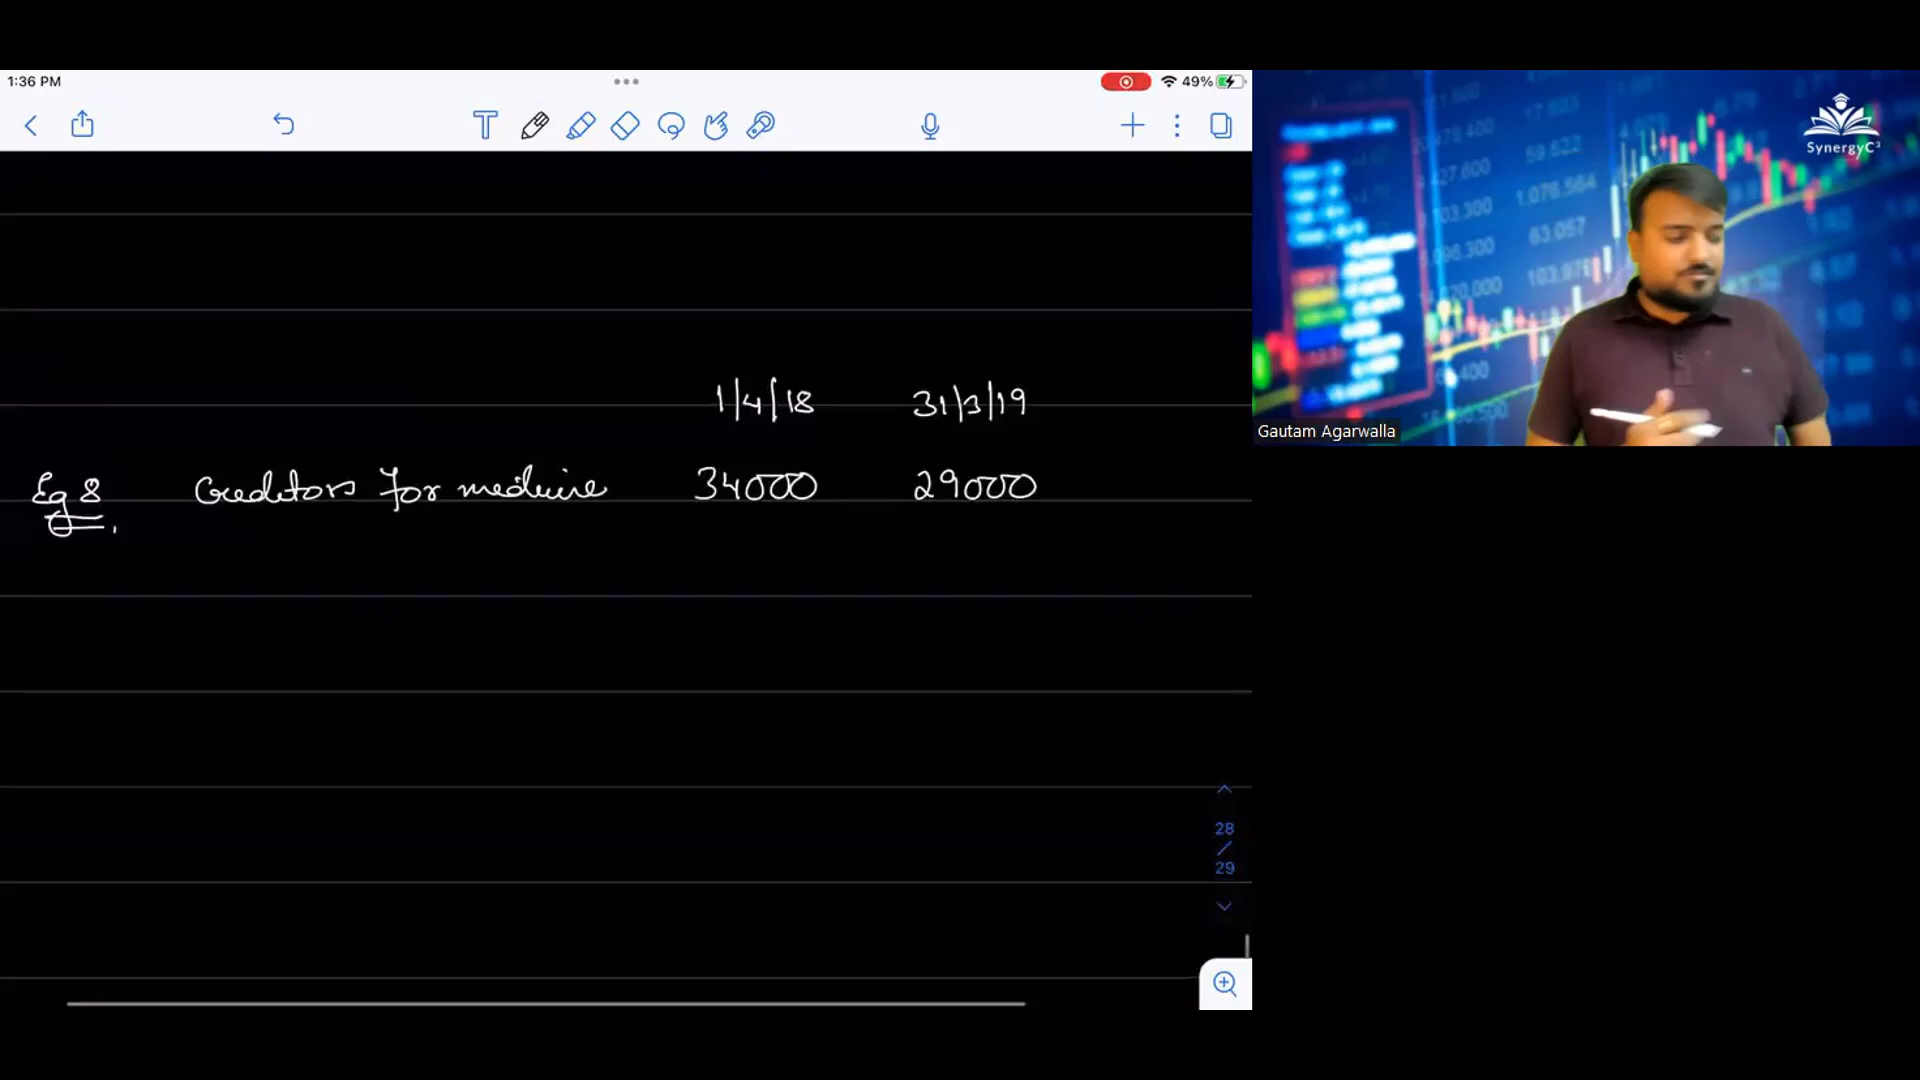 1:36 PM
49%
SynergyC³
1/4/18 31/3/19
Gautam Agarwalla
Eg 8. Creditors for medicine 34000 29000
28
/
29